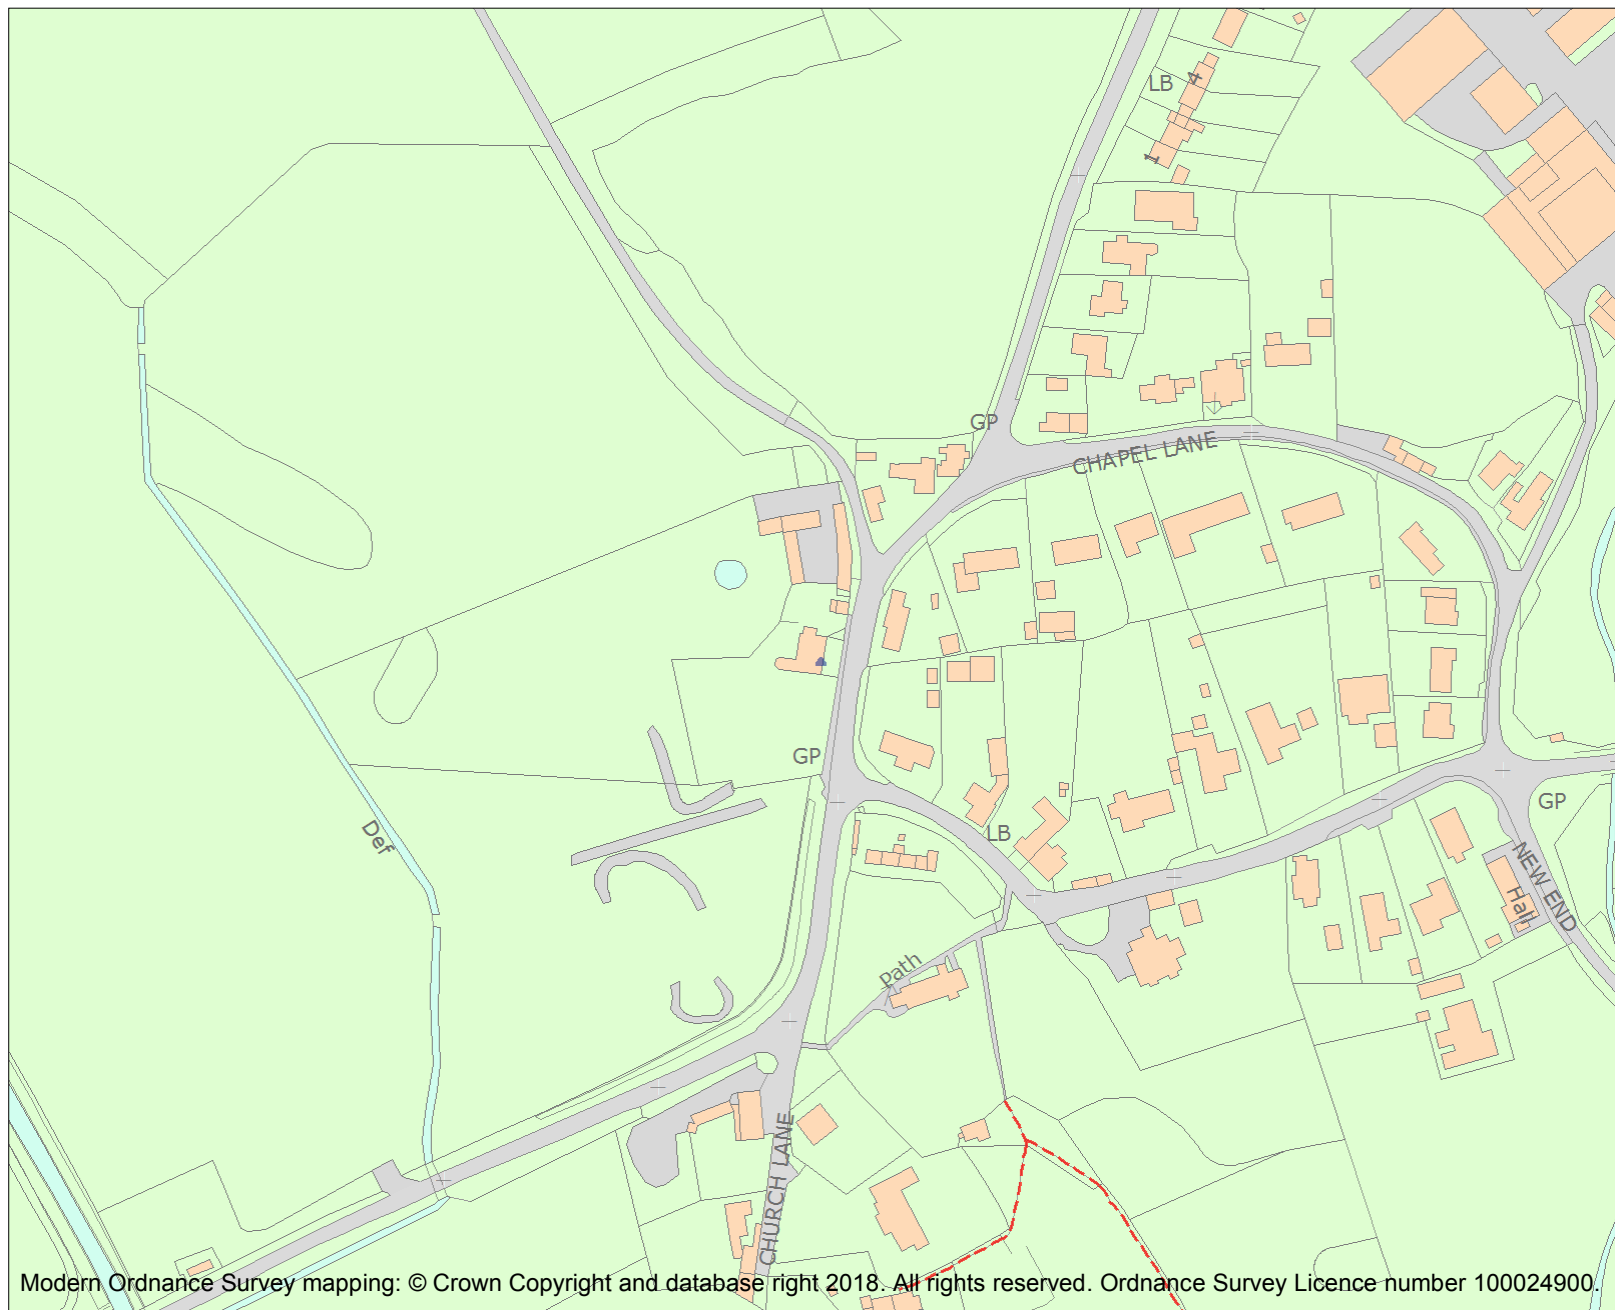 LB
4
1
GP
CHAPEL LANE
GP
Def
LB
GP
NEW END
Hall
Path
CHURCH LANE
Modern Ordnance Survey mapping: © Crown Copyright and database right 2018. All rights reserved. Ordnance Survey Licence number 100024900.